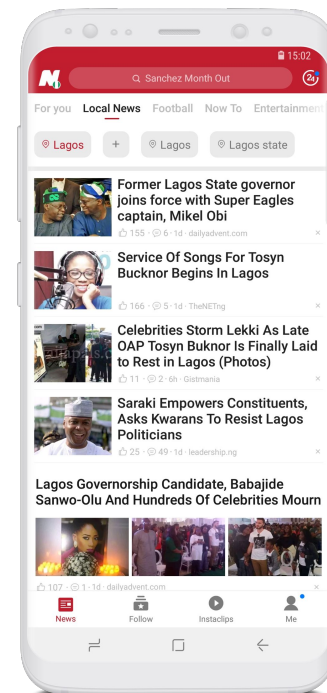 15:02
Sanchez Month Out
24
For you Local News Football Now To Entertainment
Lagos + Lagos Lagos state
Former Lagos State governor
joins force with Super Eagles
captain, Mikel Obi
155 · 6 · 1d · dailyadvent.com ×
Service Of Songs For Tosyn
Bucknor Begins In Lagos
166 · 5 · 1d · TheNETng ×
Celebrities Storm Lekki As Late
OAP Tosyn Buknor Is Finally Laid
to Rest in Lagos (Photos)
11 · 2 · 6h · Gistmania ×
Saraki Empowers Constituents,
Asks Kwarans To Resist Lagos
Politicians
25 · 49 · 1d · leadership.ng ×
Lagos Governorship Candidate, Babajide
Sanwo-Olu And Hundreds Of Celebrities Mourn
107 · 1 · 1d · dailyadvent.com ×
News Follow Instaclips Me